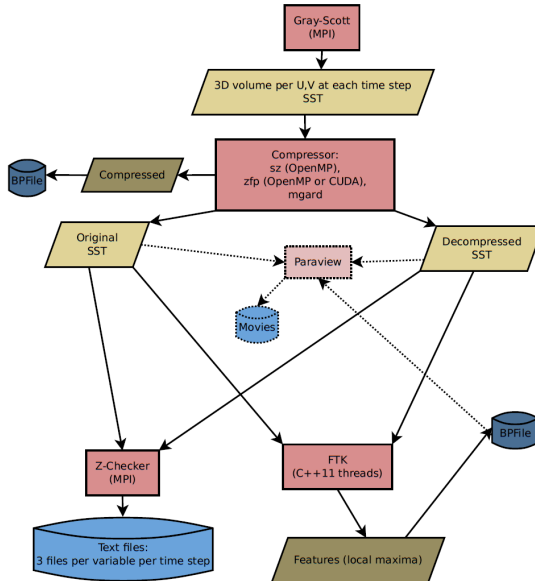 Gray-Scott
(MPI)
3D volume per U,V at each time step
SST
Compressor:
sz (OpenMP),
zfp (OpenMP or CUDA),
mgard
Compressed
BPFile
Original
SST
Decompressed
SST
Paraview
Movies
BPFile
Z-Checker
(MPI)
FTK
(C++11 threads)
Text files:
3 files per variable per time step
Features (local maxima)